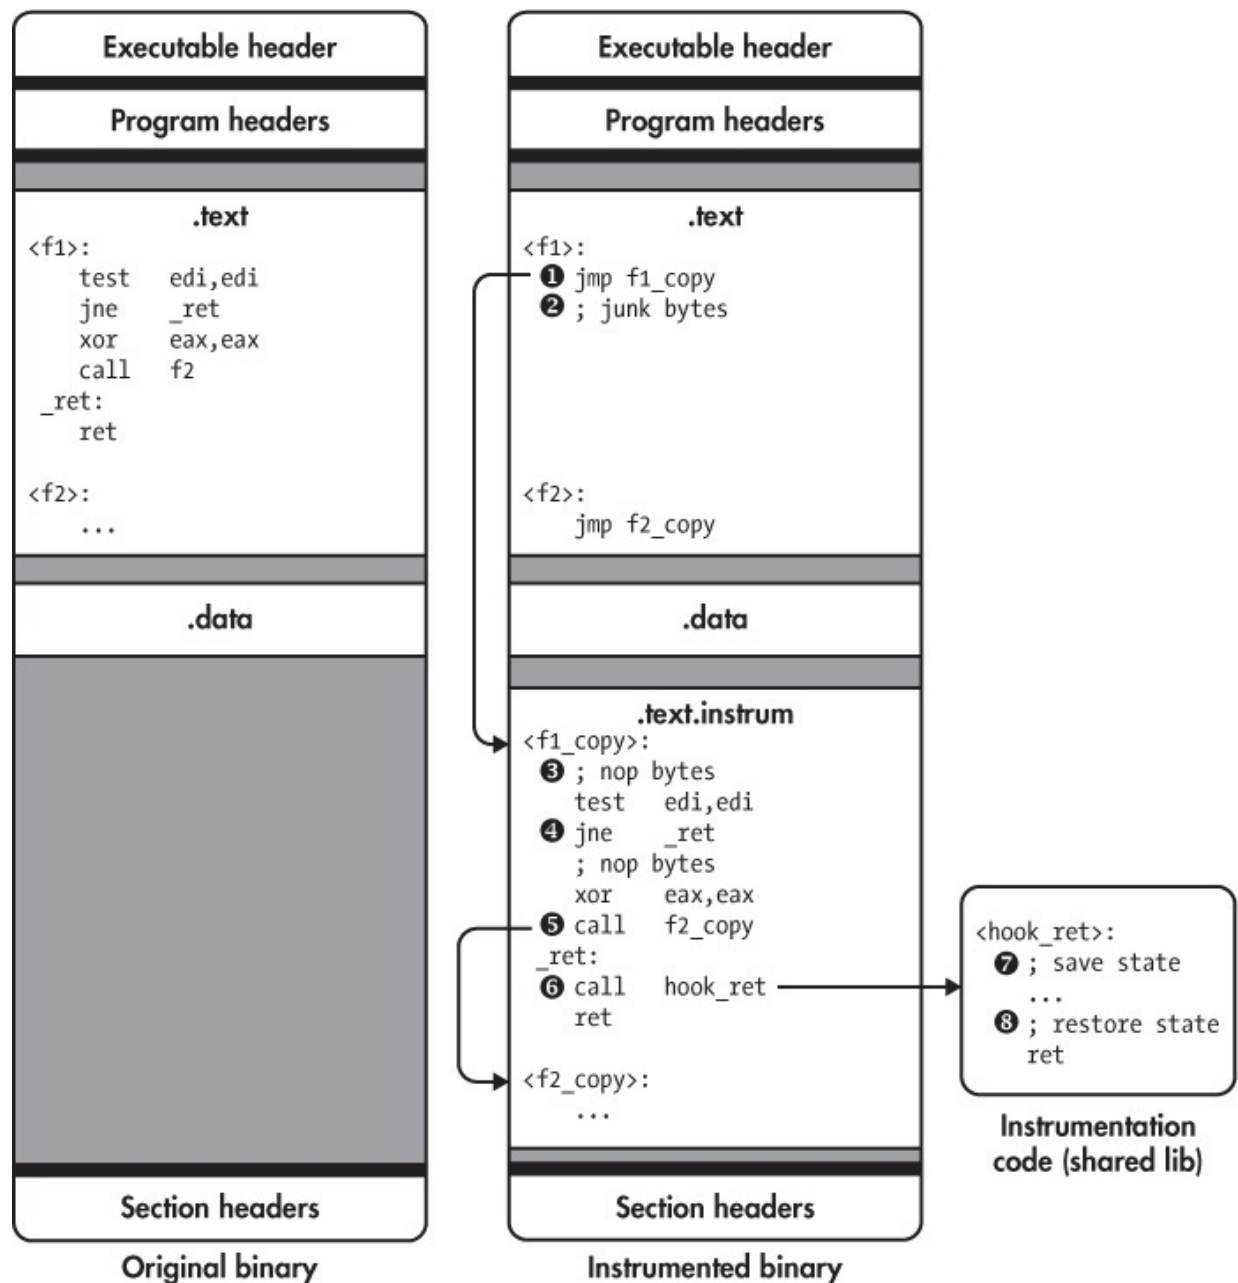 Executable header
Program headers
.text
<f1>:
test edi,edi
jne _ret
xor eax,eax
call f2
_ret:
ret
<f2>:
...
.data
Section headers
Original binary
Executable header
Program headers
.text
<f1>:
❶ jmp f1_copy
❷ ; junk bytes
<f2>:
jmp f2_copy
.data
.text.instrum
<f1_copy>:
❸ ; nop bytes
test edi,edi
❹ jne _ret
; nop bytes
xor eax,eax
❺ call f2_copy
_ret:
❻ call hook_ret
ret
<f2_copy>:
...
Section headers
Instrumented binary
<hook_ret>:
❼ ; save state
...
❽ ; restore state
ret
Instrumentation
code (shared lib)